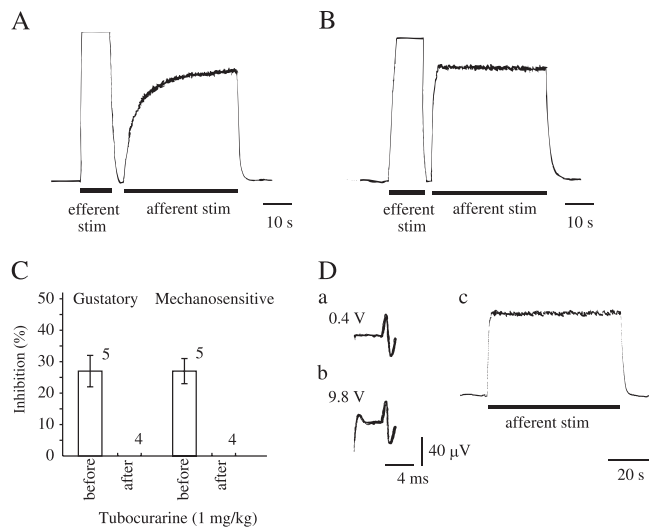 A
efferent
stim
afferent stim
10 s
B
efferent
stim
afferent stim
10 s
C
Inhibition (%)
50
40
30
20
10
0
Gustatory
Mechanosensitive
5
5
4
4
before
after
before
after
Tubocurarine (1 mg/kg)
D
a
0.4 V
b
9.8 V
40 μV
4 ms
c
afferent stim
20 s